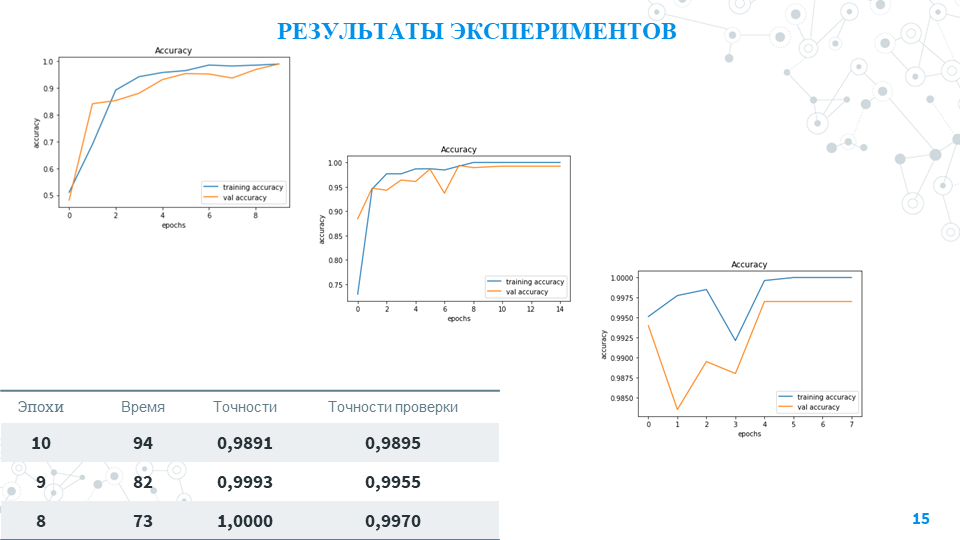 РЕЗУЛЬТАТЫ ЭКСПЕРИМЕНТОВ
Accuracy
1.0
0.9
0.8
0.7
0.6
0.5
accuracy
training accuracy
val accuracy
0 2 4 6 8
epochs
Accuracy
1.00
0.95
0.90
0.85
0.80
0.75
accuracy
training accuracy
val accuracy
0 2 4 6 8 10 12 14
epochs
Accuracy
1.0000
0.9975
0.9950
0.9925
0.9900
0.9875
0.9850
accuracy
training accuracy
val accuracy
0 1 2 3 4 5 6 7
epochs
Эпохи Время Точности Точности проверки
10 94 0,9891 0,9895
9 82 0,9993 0,9955
8 73 1,0000 0,9970
15